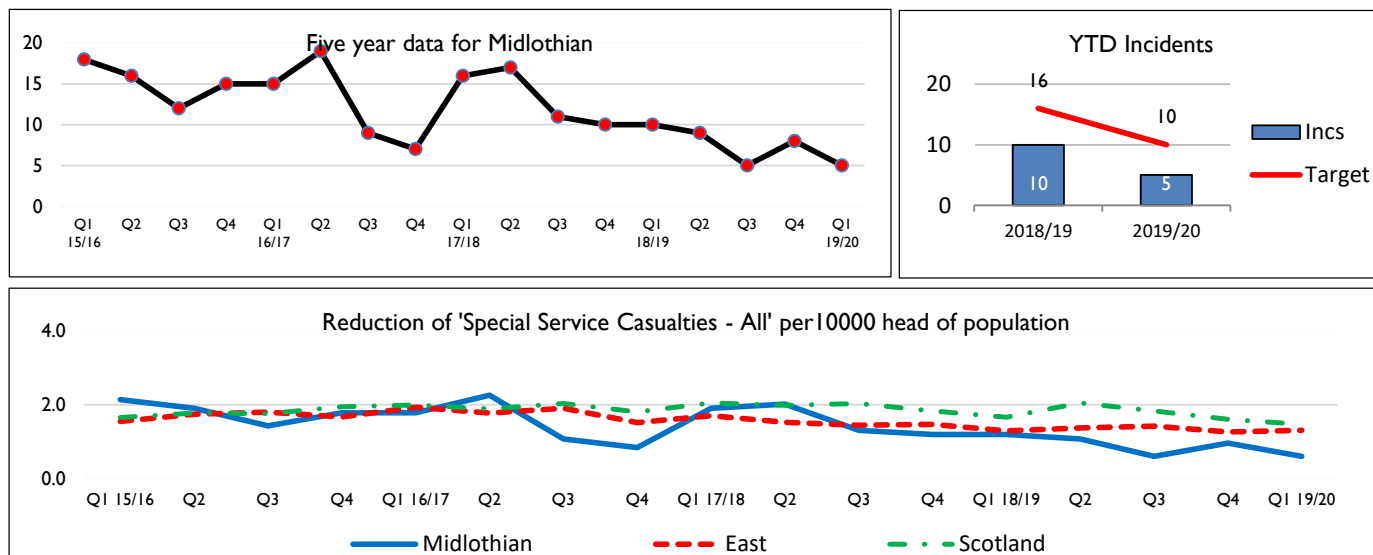 Five year data for Midlothian
20
15
10
5
0
Q1 Q2 Q3 Q4 Q1 Q2 Q3 Q4 Q1 Q2 Q3 Q4 Q1 Q2 Q3 Q4 Q1
15/16 16/17 17/18 18/19 19/20
YTD Incidents
20
10
0
16
10
10
5
2018/19 2019/20
Incs
Target
Reduction of 'Special Service Casualties - All' per10000 head of population
4.0
2.0
0.0
Q1 15/16 Q2 Q3 Q4 Q1 16/17 Q2 Q3 Q4 Q1 17/18 Q2 Q3 Q4 Q1 18/19 Q2 Q3 Q4 Q1 19/20
Midlothian East Scotland